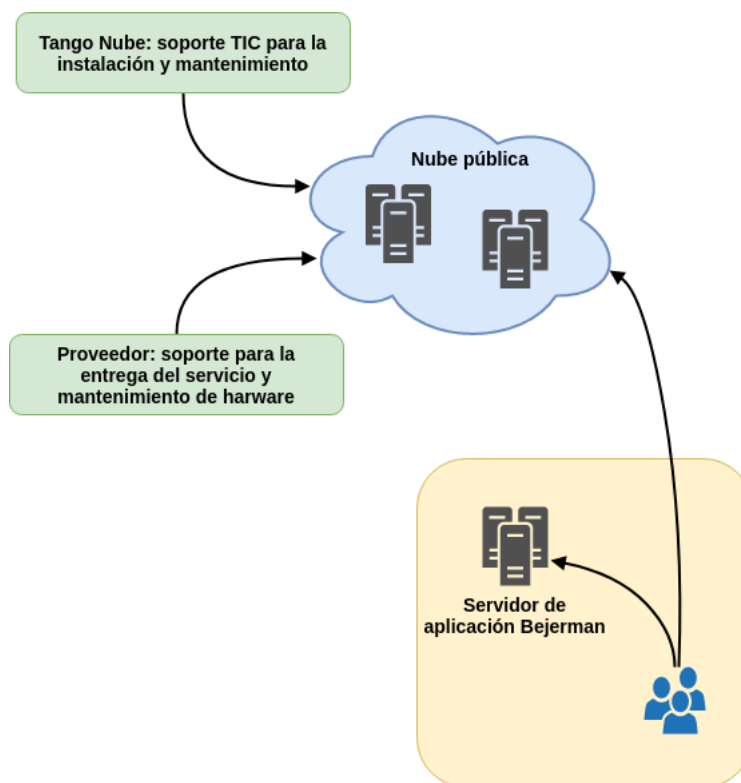 Tango Nube: soporte TIC para la
instalación y mantenimiento
Nube pública
Proveedor: soporte para la
entrega del servicio y
mantenimiento de harware
Servidor de
aplicación Bejerman